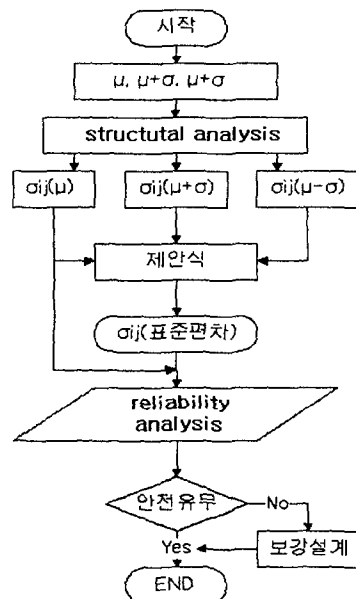 시작
μ, μ+σ, μ+σ
structutal analysis
σij(μ)
σij(μ+σ)
σij(μ-σ)
제안식
σij(표준편차)
reliability
analysis
안전유무
No
보강설계
Yes
END